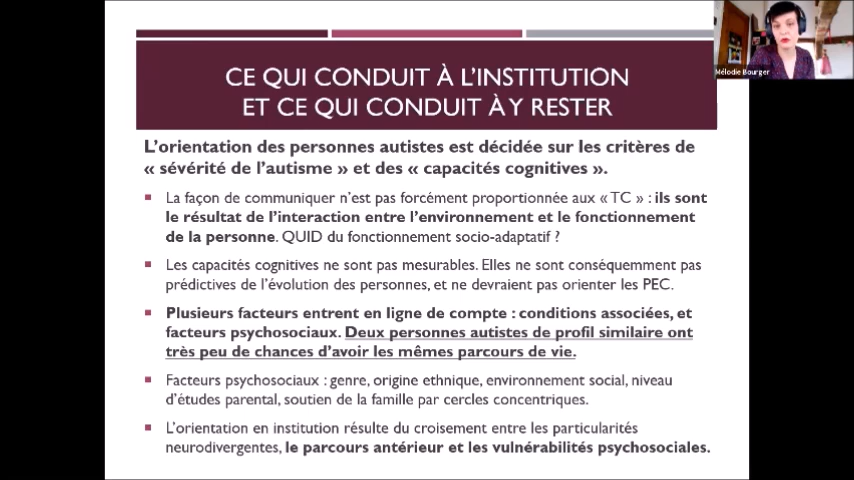 CE QUI CONDUIT À L'INSTITUTION
ET CE QUI CONDUIT À Y RESTER
Mélodie Bourger
L'orientation des personnes autistes est décidée sur les critères de
« sévérité de l'autisme » et des « capacités cognitives ».
▪ La façon de communiquer n'est pas forcément proportionnée aux « TC » : ils sont
le résultat de l'interaction entre l'environnement et le fonctionnement
de la personne. QUID du fonctionnement socio-adaptatif ?
▪ Les capacités cognitives ne sont pas mesurables. Elles ne sont conséquemment pas
prédictives de l'évolution des personnes, et ne devraient pas orienter les PEC.
▪ Plusieurs facteurs entrent en ligne de compte : conditions associées, et
facteurs psychosociaux. Deux personnes autistes de profil similaire ont
très peu de chances d'avoir les mêmes parcours de vie.
▪ Facteurs psychosociaux : genre, origine ethnique, environnement social, niveau
d'études parental, soutien de la famille par cercles concentriques.
▪ L'orientation en institution résulte du croisement entre les particularités
neurodivergentes, le parcours antérieur et les vulnérabilités psychosociales.